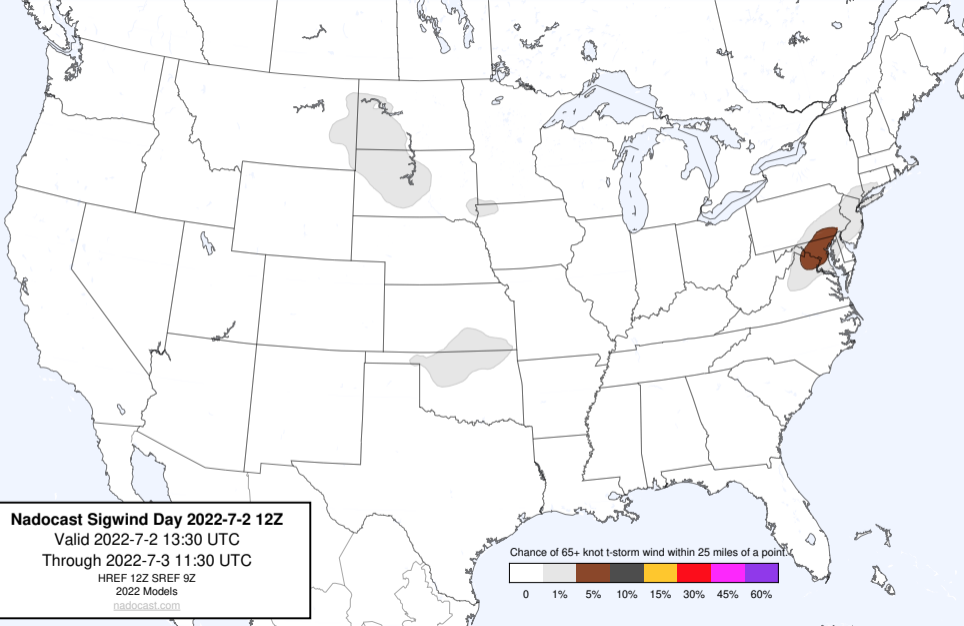 Nadocast Sigwind Day 2022-7-2 12Z
Valid 2022-7-2 13:30 UTC
Through 2022-7-3 11:30 UTC
HREF 12Z SREF 9Z
2022 Models
nadocast.com
Chance of 65+ knot t-storm wind within 25 miles of a point.
0 1% 5% 10% 15% 30% 45% 60%